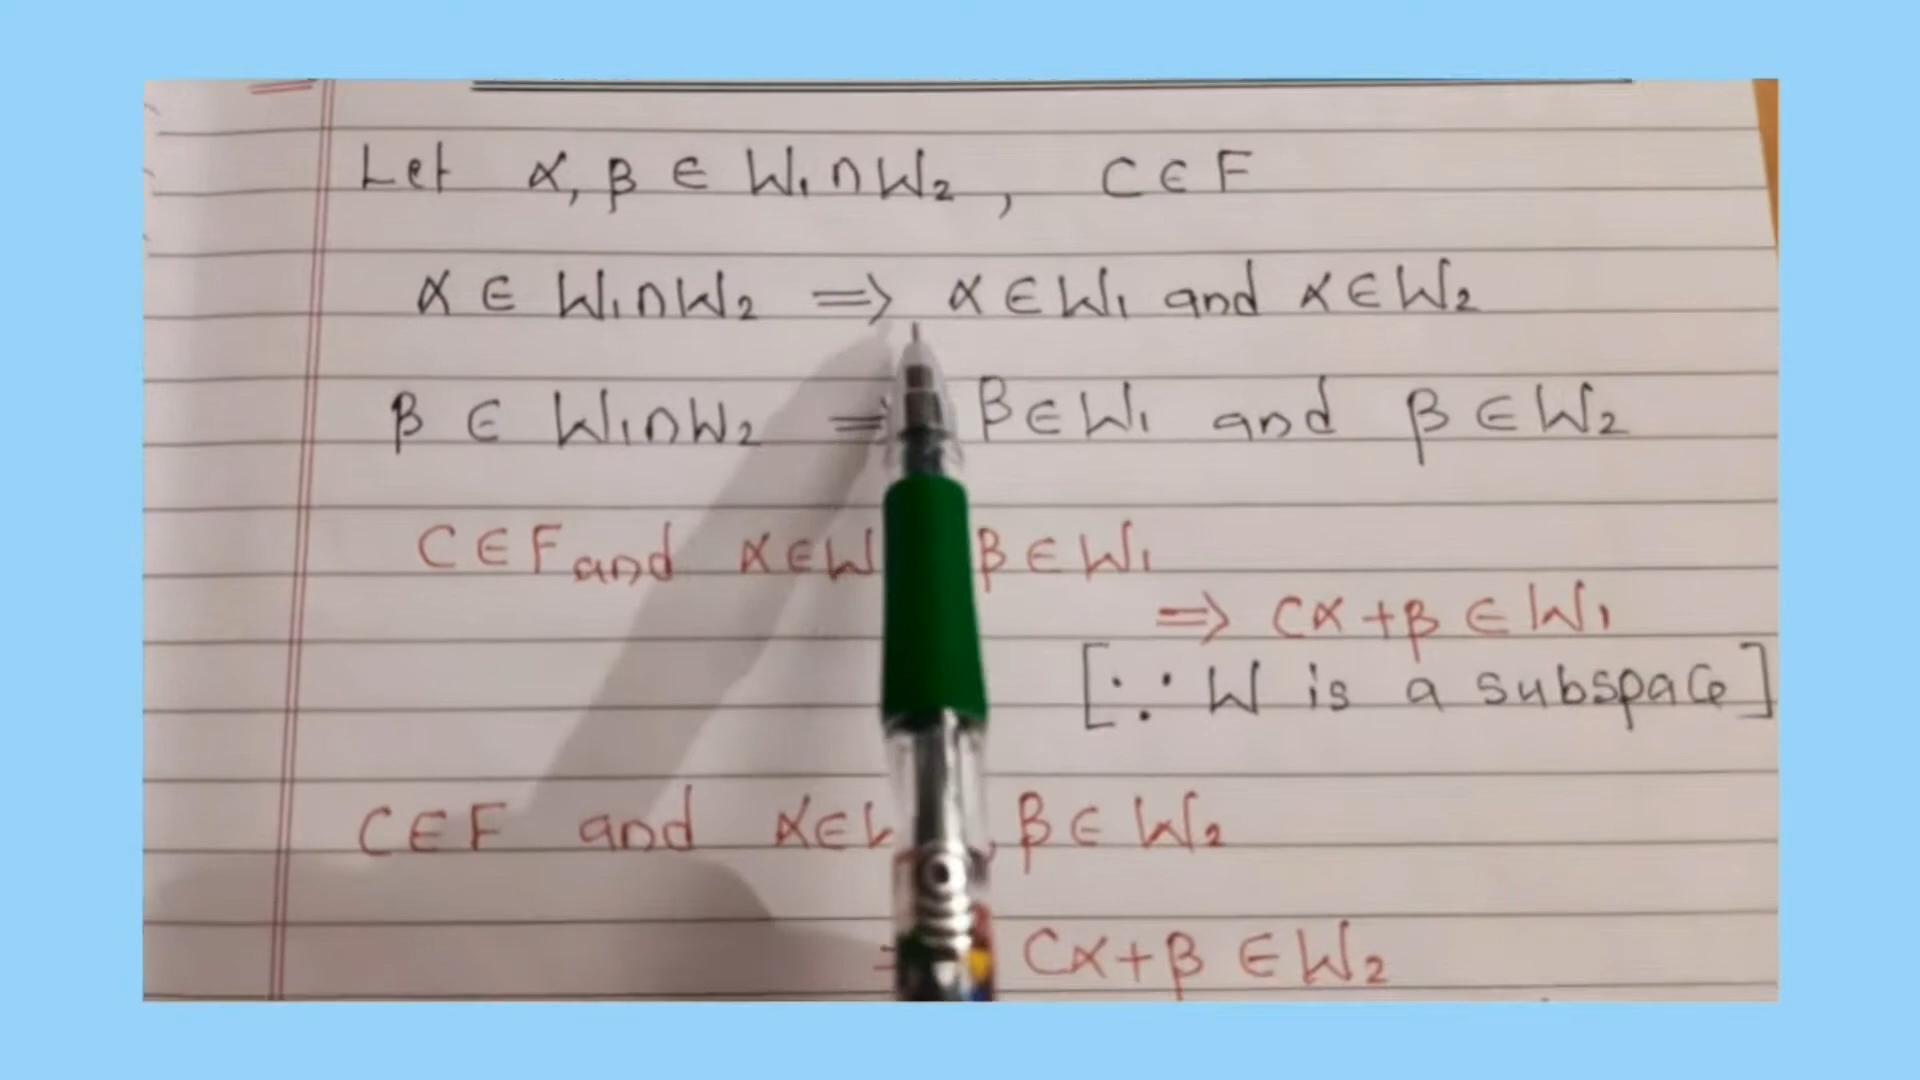 Let α, β ∈ W₁∩W₂, C∈F
α ∈ W₁∩W₂ => α∈W₁ and α∈W₂
β ∈ W₁∩W₂ = β∈W₁ and β∈W₂
C∈F and α∈W β∈W₁
=> Cα+β ∈ W₁
[∵ W is a subspace]
C∈F and α∈ , β∈W₂
Cα+β ∈W₂